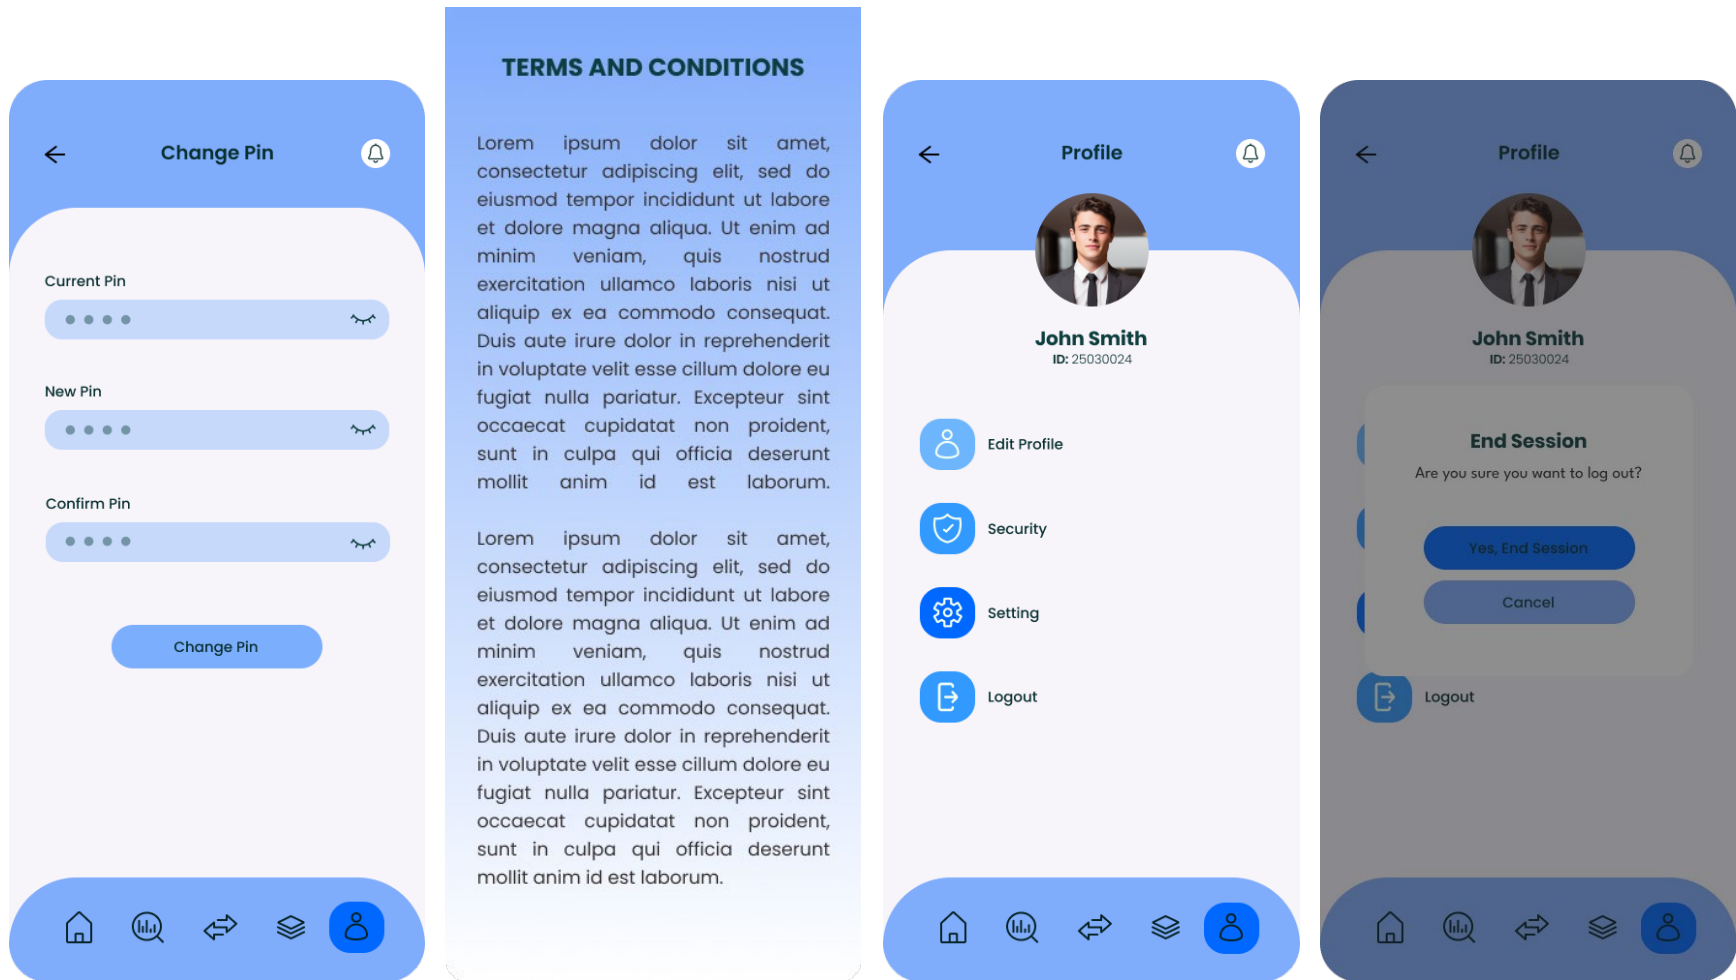 Change Pin
Current Pin
New Pin
Confirm Pin
Change Pin
TERMS AND CONDITIONS
Lorem ipsum dolor sit amet,
consectetur adipiscing elit, sed do
eiusmod tempor incididunt ut labore
et dolore magna aliqua. Ut enim ad
minim veniam, quis nostrud
exercitation ullamco laboris nisi ut
aliquip ex ea commodo consequat.
Duis aute irure dolor in reprehenderit
in voluptate velit esse cillum dolore eu
fugiat nulla pariatur. Excepteur sint
occaecat cupidatat non proident,
sunt in culpa qui officia deserunt
mollit anim id est laborum.
Lorem ipsum dolor sit amet,
consectetur adipiscing elit, sed do
eiusmod tempor incididunt ut labore
et dolore magna aliqua. Ut enim ad
minim veniam, quis nostrud
exercitation ullamco laboris nisi ut
aliquip ex ea commodo consequat.
Duis aute irure dolor in reprehenderit
in voluptate velit esse cillum dolore eu
fugiat nulla pariatur. Excepteur sint
occaecat cupidatat non proident,
sunt in culpa qui officia deserunt
mollit anim id est laborum.
Profile
John Smith
ID: 25030024
Edit Profile
Security
Setting
Logout
Profile
John Smith
ID: 25030024
End Session
Are you sure you want to log out?
Yes, End Session
Cancel
Logout